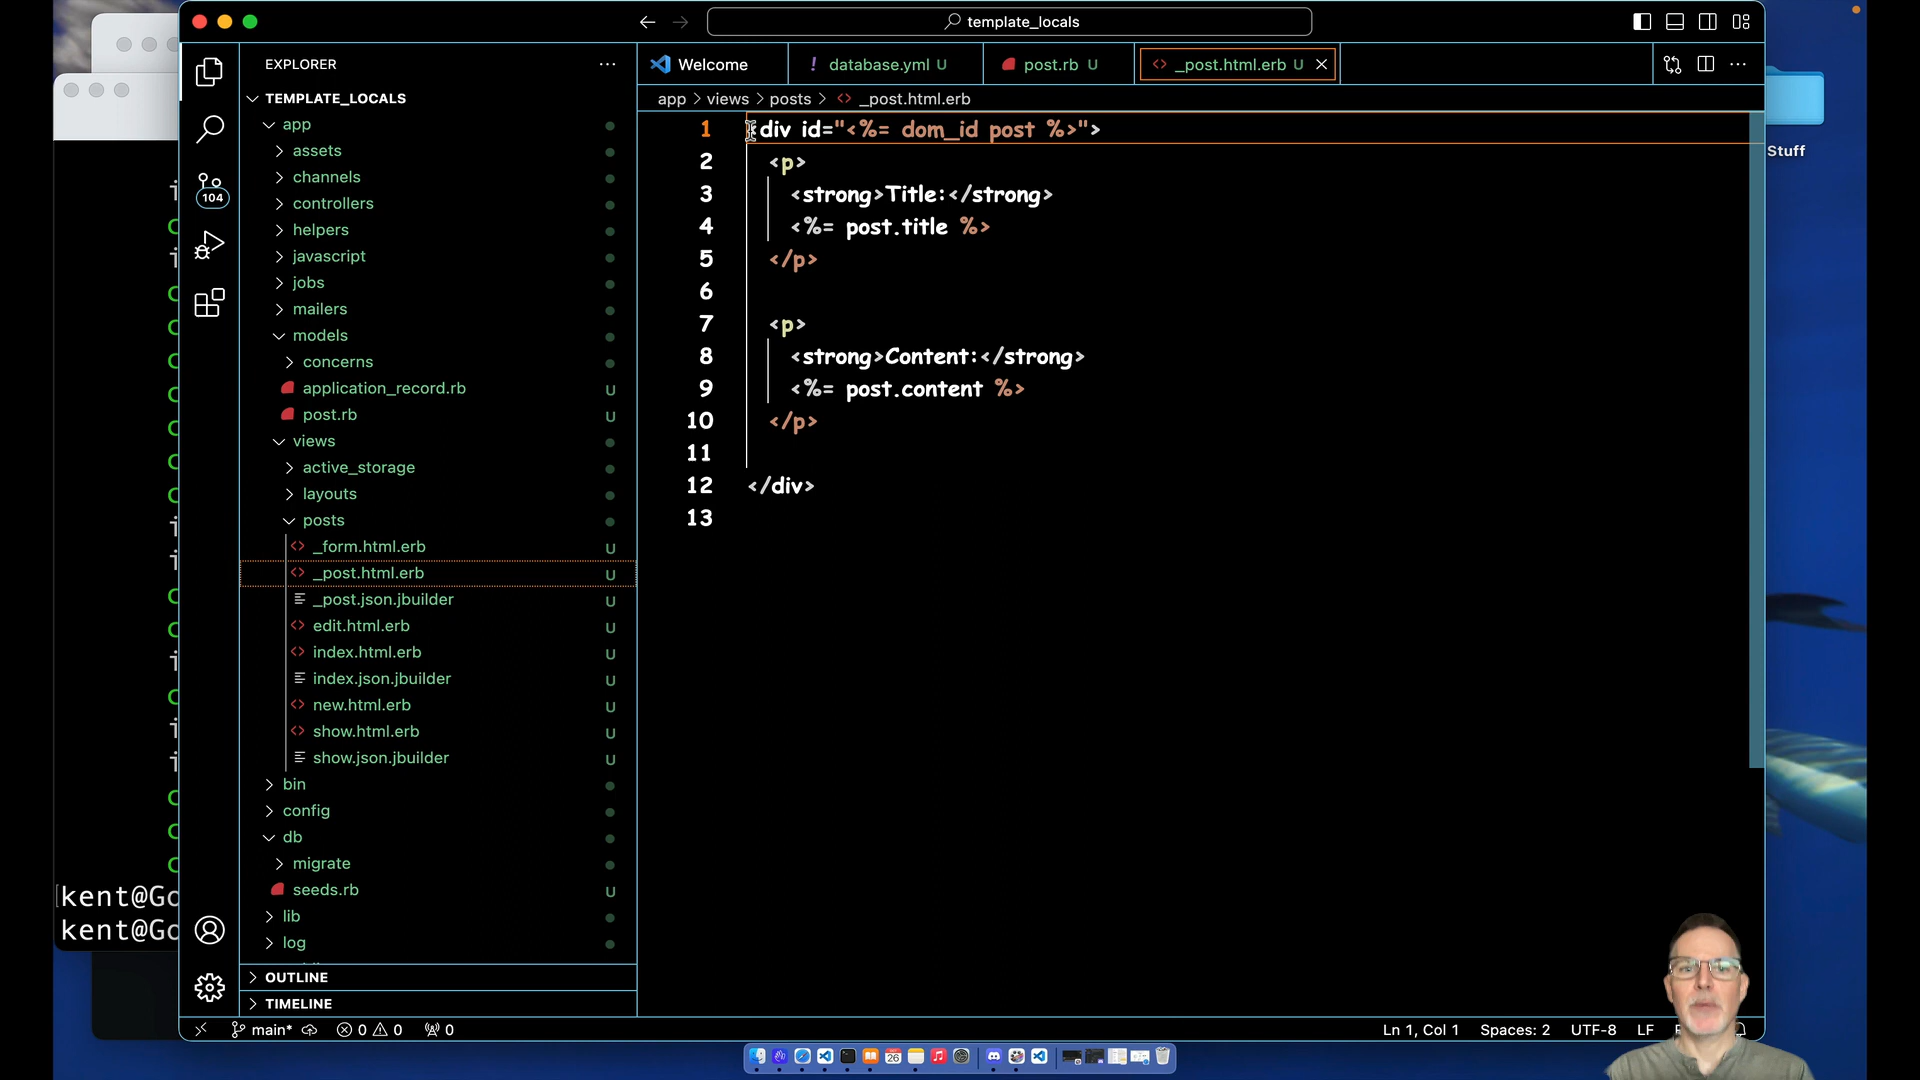 template_locals
EXPLORER
Welcome
database.yml U
post.rb U
_post.html.erb U
TEMPLATE_LOCALS
app > views > posts > _post.html.erb
app
assets
channels
controllers
helpers
javascript
jobs
mailers
models
concerns
application_record.rb U
post.rb U
views
active_storage
layouts
posts
_form.html.erb U
_post.html.erb U
_post.json.jbuilder U
edit.html.erb U
index.html.erb U
index.json.jbuilder U
new.html.erb U
show.html.erb U
show.json.jbuilder U
bin
config
db
migrate
seeds.rb U
lib
log
OUTLINE
TIMELINE
104
1 <div id="<%= dom_id post %>">
2 <p>
3 <strong>Title:</strong>
4 <%= post.title %>
5 </p>
6
7 <p>
8 <strong>Content:</strong>
9 <%= post.content %>
10 </p>
11
12 </div>
13
Stuff
kent@Go
kent@Go
main* 0 0 0
Ln 1, Col 1 Spaces: 2 UTF-8 LF
26